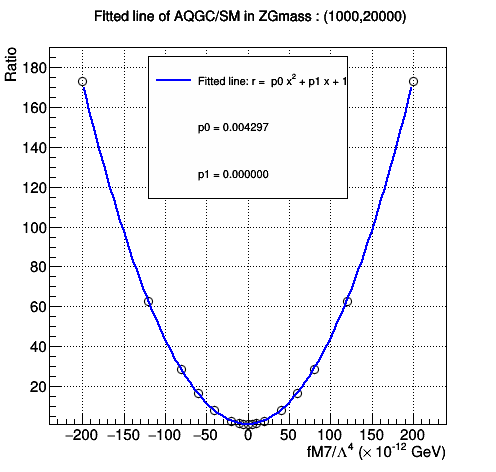 FItted line of AQGC/SM in ZGmass : (1000,20000)
Ratio
Fitted line: r = p0 x² + p1 x + 1
p0 = 0.004297
p1 = 0.000000
180
160
140
120
100
80
60
40
20
−200 −150 −100 −50 0 50 100 150 200
fM7/Λ⁴ (× 10⁻¹² GeV)